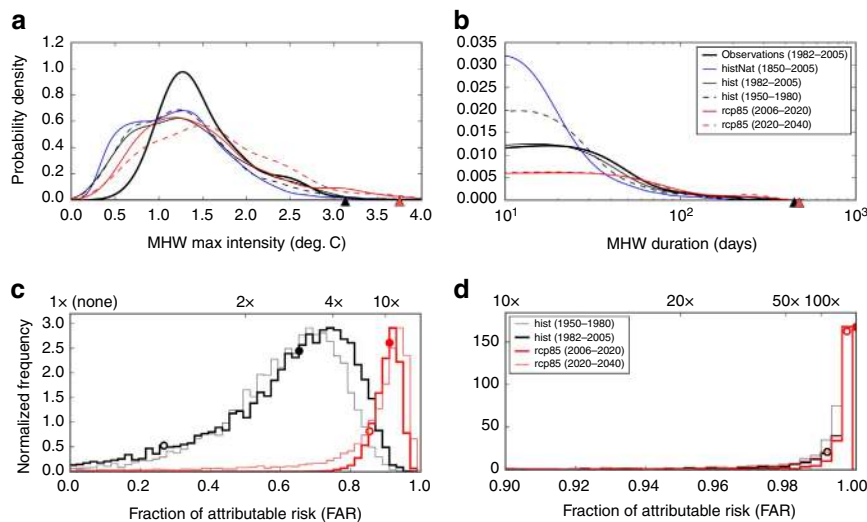 a
b
1.2
1.0
0.8
0.6
0.4
0.2
0.0
Probability density
0.0 0.5 1.0 1.5 2.0 2.5 3.0 3.5 4.0
MHW max intensity (deg. C)
0.035
0.030
0.025
0.020
0.015
0.010
0.005
0.000
Observations (1982–2005)
histNat (1850–2005)
hist (1982–2005)
hist (1950–1980)
rcp85 (2006–2020)
rcp85 (2020–2040)
10¹ 10² 10³
MHW duration (days)
c
1× (none) 2× 4× 10×
3.0
2.5
2.0
1.5
1.0
0.5
0.0
Normalized frequency
0.0 0.2 0.4 0.6 0.8 1.0
Fraction of attributable risk (FAR)
d
10× 20× 50× 100×
150
100
50
0
hist (1950–1980)
hist (1982–2005)
rcp85 (2006–2020)
rcp85 (2020–2040)
0.90 0.92 0.94 0.96 0.98 1.00
Fraction of attributable risk (FAR)